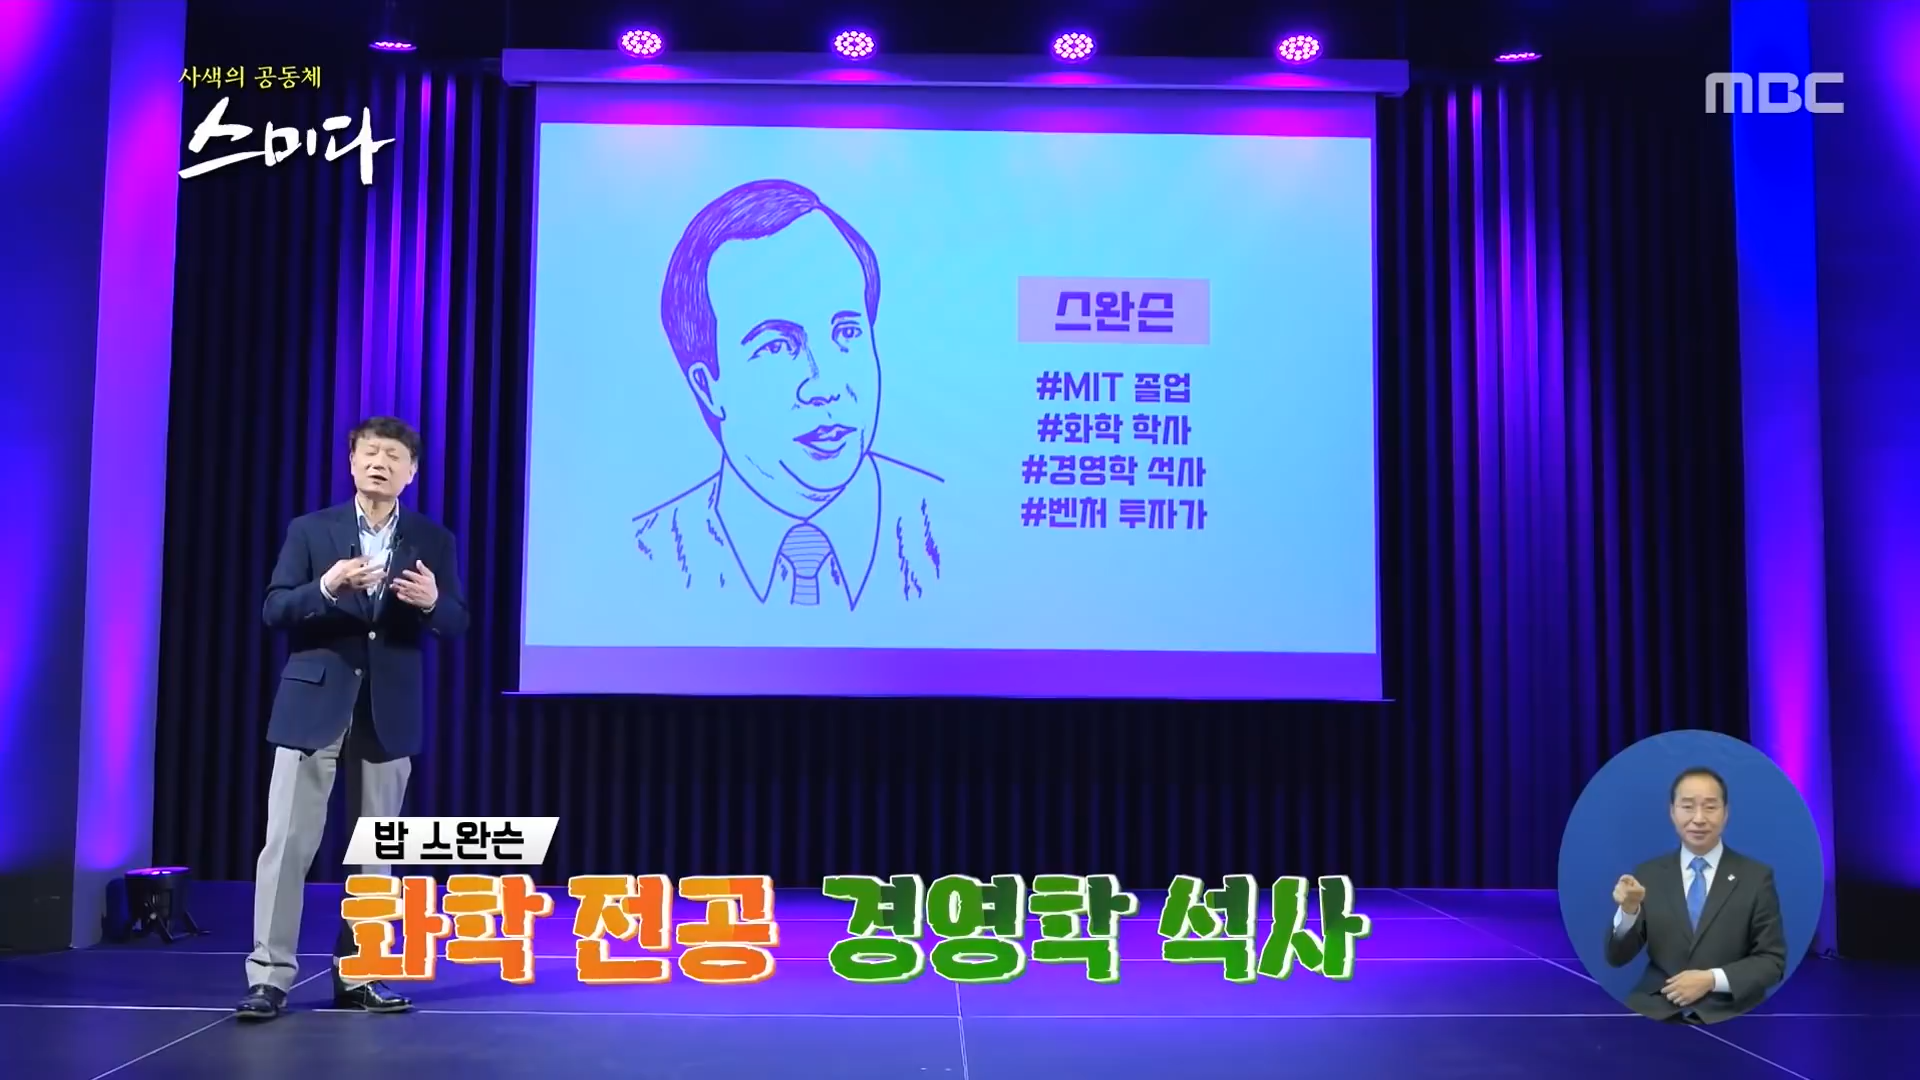 사색의 공동체
스미다
MBC
스완슨
#MIT 졸업
#화학 학사
#경영학 석사
#벤처 투자가
밥 스완슨
화학 전공 경영학 석사